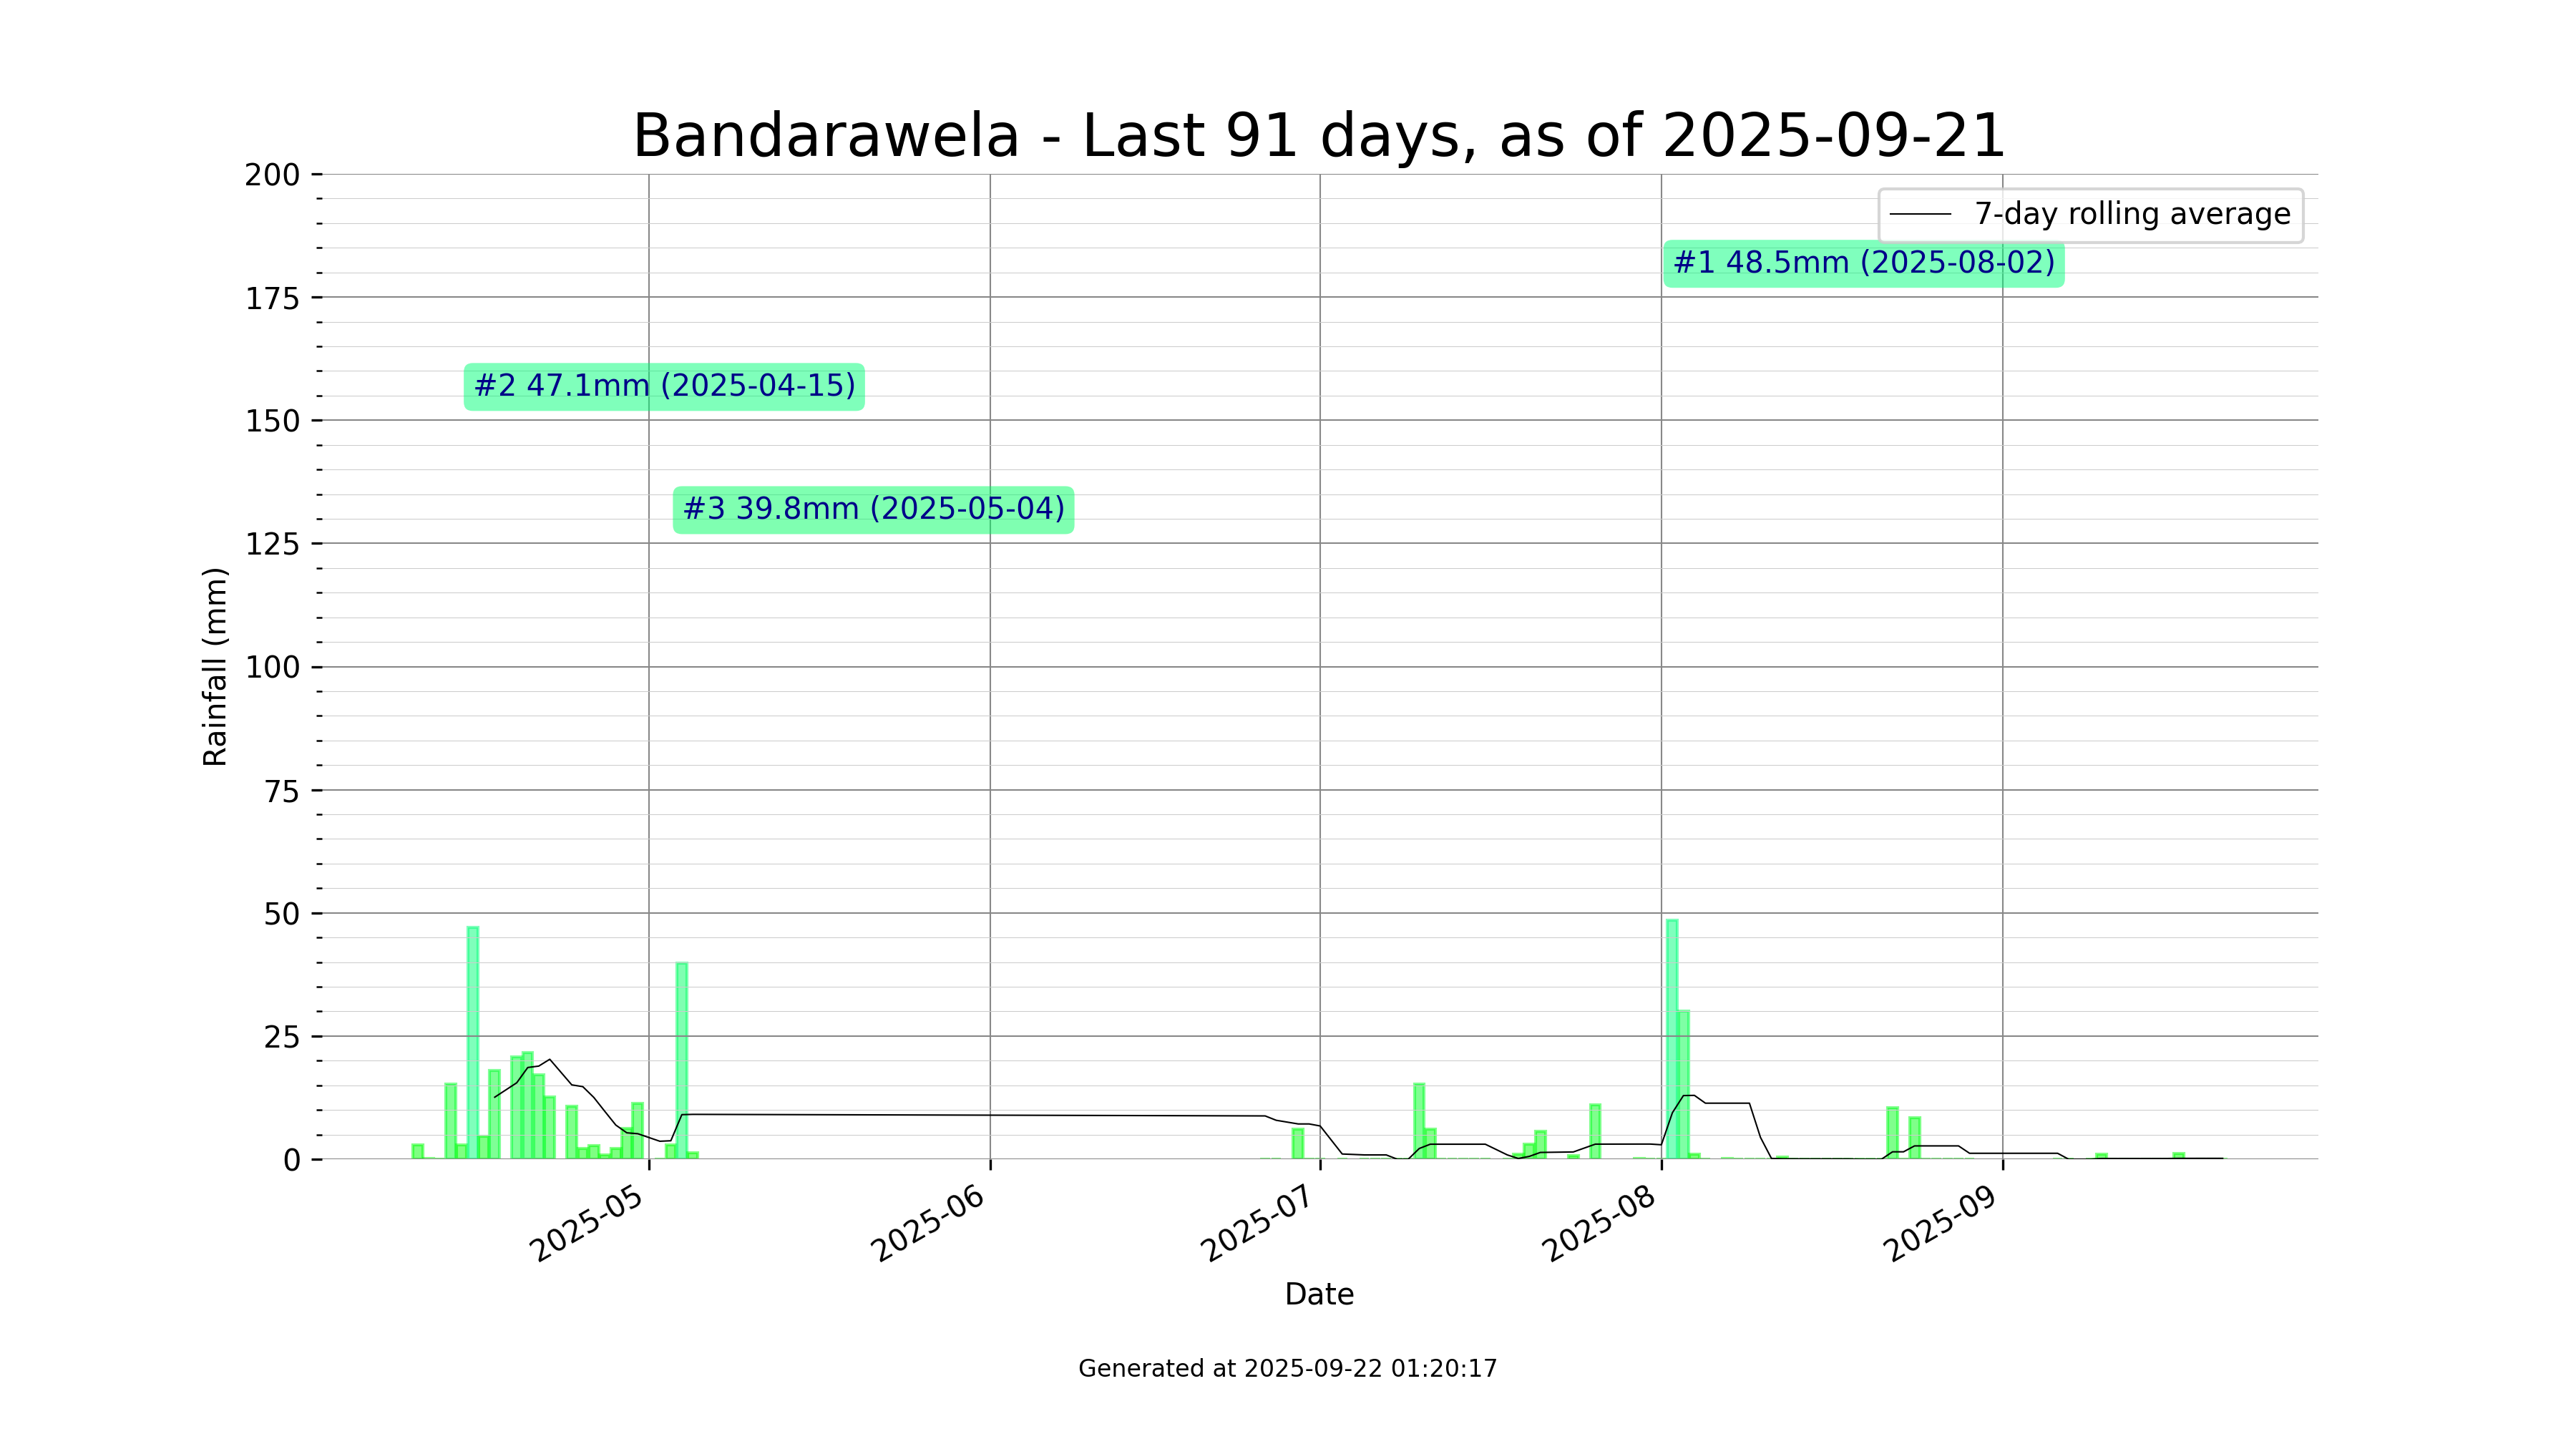 Bandarawela - Last 91 days, as of 2025-09-21
200
175
150
125
100
75
50
25
0
Rainfall (mm)
7-day rolling average
#1 48.5mm (2025-08-02)
#2 47.1mm (2025-04-15)
#3 39.8mm (2025-05-04)
2025-05
2025-06
2025-07
2025-08
2025-09
Date
Generated at 2025-09-22 01:20:17